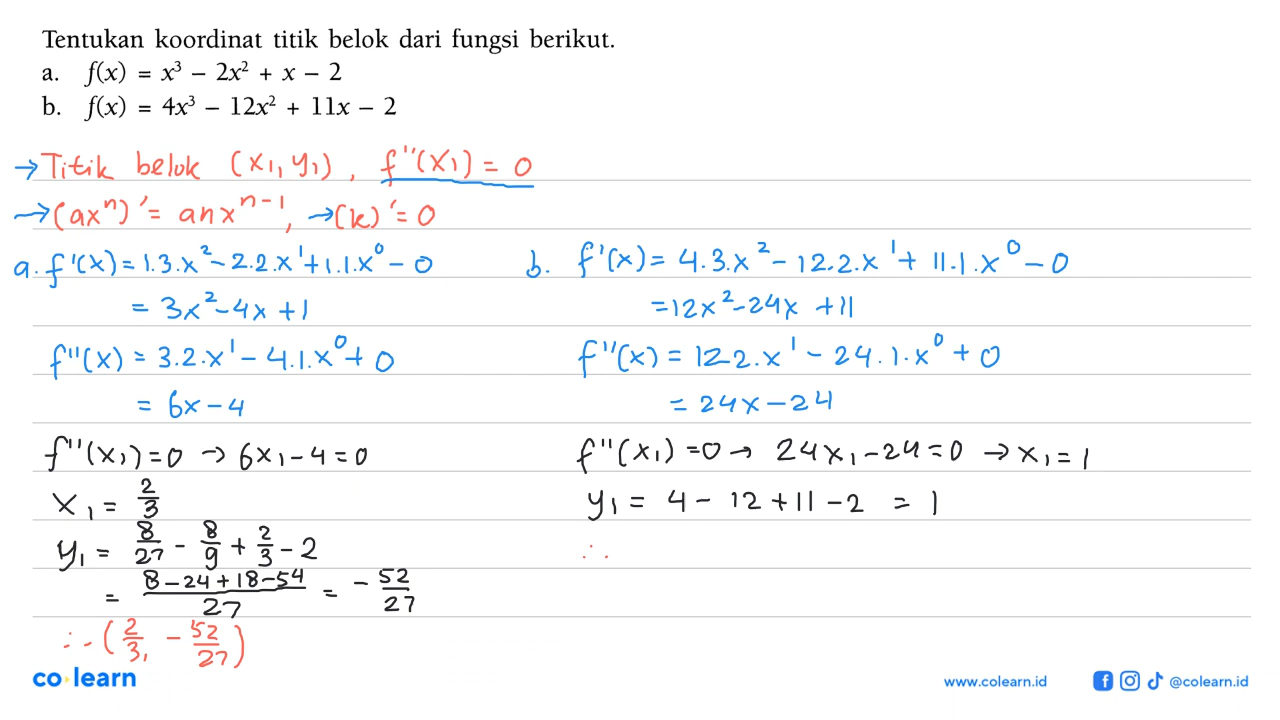 Tentukan koordinat titik belok dari fungsi berikut.
a. f(x) = x³ − 2x² + x − 2
b. f(x) = 4x³ − 12x² + 11x − 2
→ Titik belok (x₁, y₁), f''(x₁) = 0
→ (axⁿ)' = anxⁿ⁻¹, → (k)' = 0
a. f'(x) = 1.3.x² − 2.2.x¹ + 1.1.x⁰ − 0
= 3x² − 4x + 1
f''(x) = 3.2.x¹ − 4.1.x⁰ + 0
= 6x − 4
f''(x₁) = 0 → 6x₁ − 4 = 0
x₁ = 2/3
y₁ = 8/27 − 8/9 + 2/3 − 2
= (8 − 24 + 18 − 54)/27 = −52/27
∴ (2/3, −52/27)
b. f'(x) = 4.3.x² − 12.2.x¹ + 11.1.x⁰ − 0
= 12x² − 24x + 11
f''(x) = 12.2.x¹ − 24.1.x⁰ + 0
= 24x − 24
f''(x₁) = 0 → 24x₁ − 24 = 0 → x₁ = 1
y₁ = 4 − 12 + 11 − 2 = 1
∴
co learn
www.colearn.id
@colearn.id